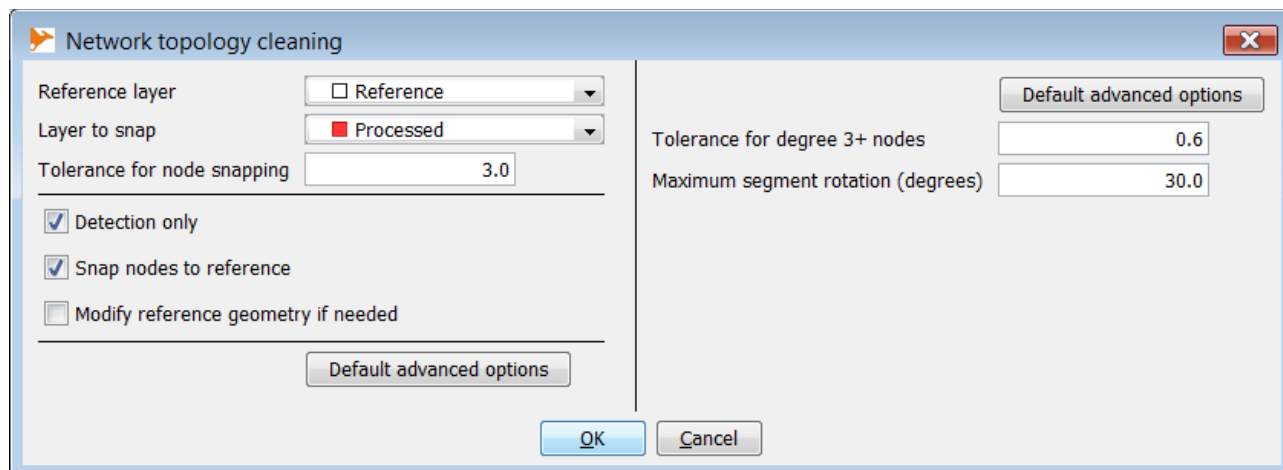 Network topology cleaning
Reference layer Reference
Layer to snap Processed
Tolerance for node snapping 3.0
Detection only
Snap nodes to reference
Modify reference geometry if needed
Default advanced options
Default advanced options
Tolerance for degree 3+ nodes 0.6
Maximum segment rotation (degrees) 30.0
OK Cancel